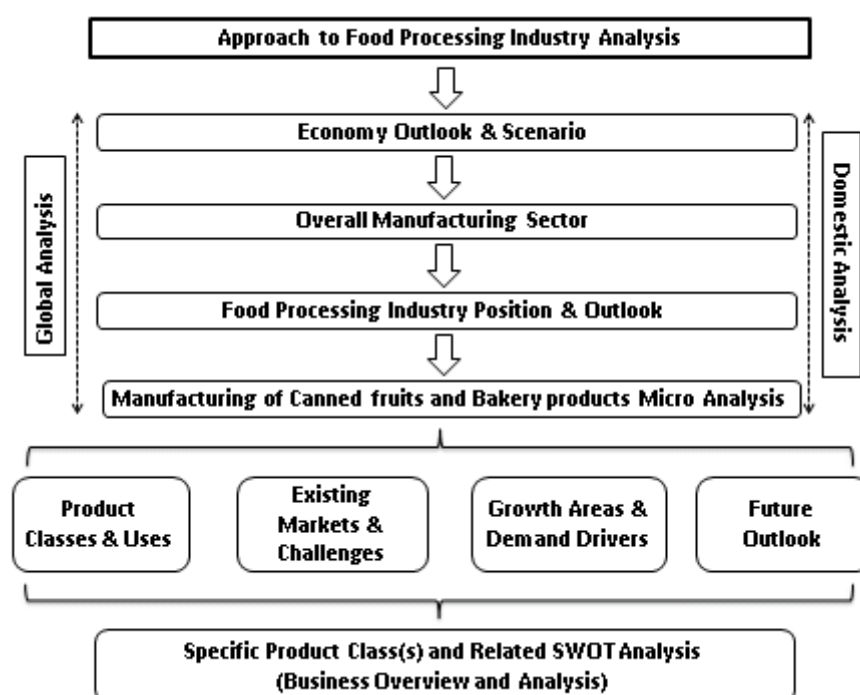 Approach to Food Processing Industry Analysis
Economy Outlook & Scenario
Global Analysis
Domestic Analysis
Overall Manufacturing Sector
Food Processing Industry Position & Outlook
Manufacturing of Canned fruits and Bakery products Micro Analysis
Product
Classes & Uses
Existing
Markets &
Challenges
Growth Areas &
Demand Drivers
Future
Outlook
Specific Product Class(s) and Related SWOT Analysis
(Business Overview and Analysis)